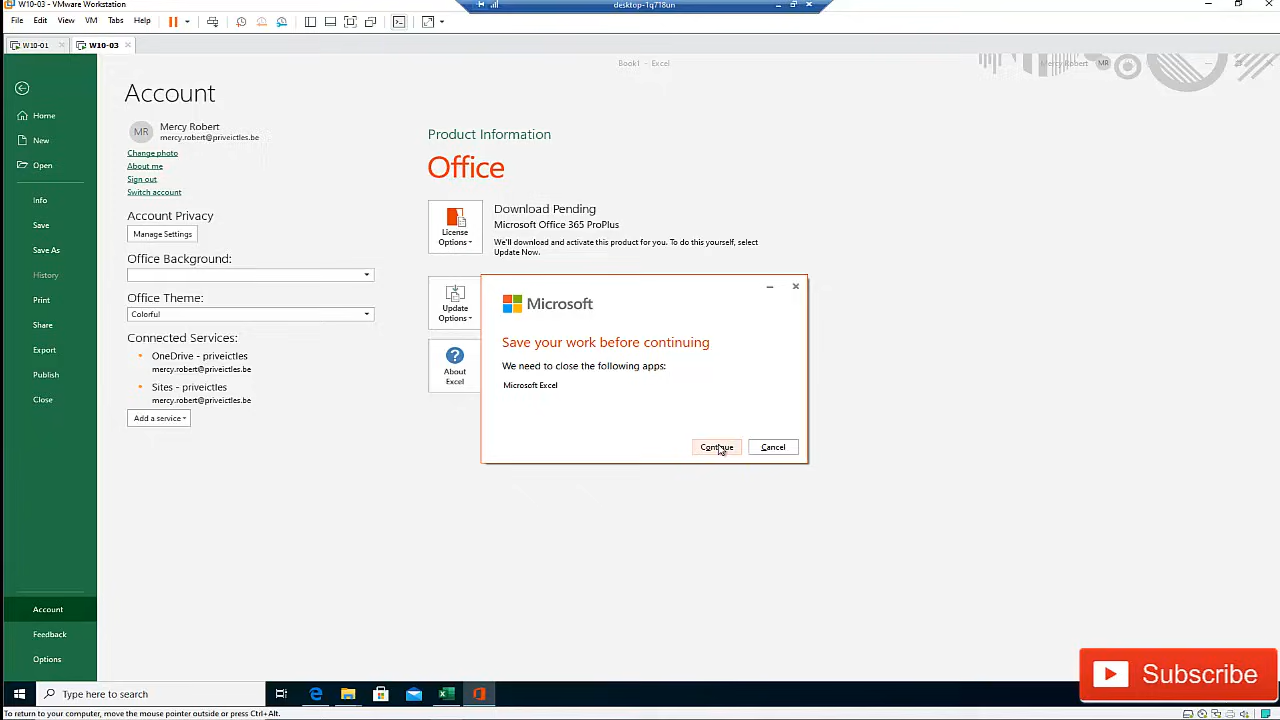 W10-03 - VMware Workstation
desktop-1q718un
File Edit View VM Tabs Help
W10-01
W10-03
Book1 - Excel
Mercy Robert MR
Account
Home
New
Open
Info
Save
Save As
History
Print
Share
Export
Publish
Close
Account
Feedback
Options
MR
Mercy Robert
mercy.robert@priveictles.be
Change photo
About me
Sign out
Switch account
Account Privacy
Manage Settings
Office Background:
Office Theme:
Colorful
Connected Services:
OneDrive - priveictles
mercy.robert@priveictles.be
Sites - priveictles
mercy.robert@priveictles.be
Add a service
Product Information
Office
License
Options
Download Pending
Microsoft Office 365 ProPlus
We'll download and activate this product for you. To do this yourself, select
Update Now.
Update
Options
About
Excel
Microsoft
Save your work before continuing
We need to close the following apps:
Microsoft Excel
Continue
Cancel
Subscribe
Type here to search
To return to your computer, move the mouse pointer outside or press Ctrl+Alt.